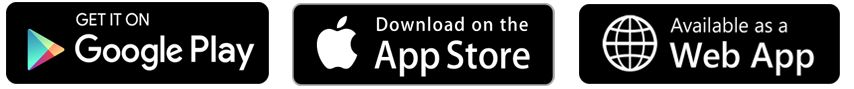 GET IT ON
Google Play
Download on the
App Store
Available as a
Web App